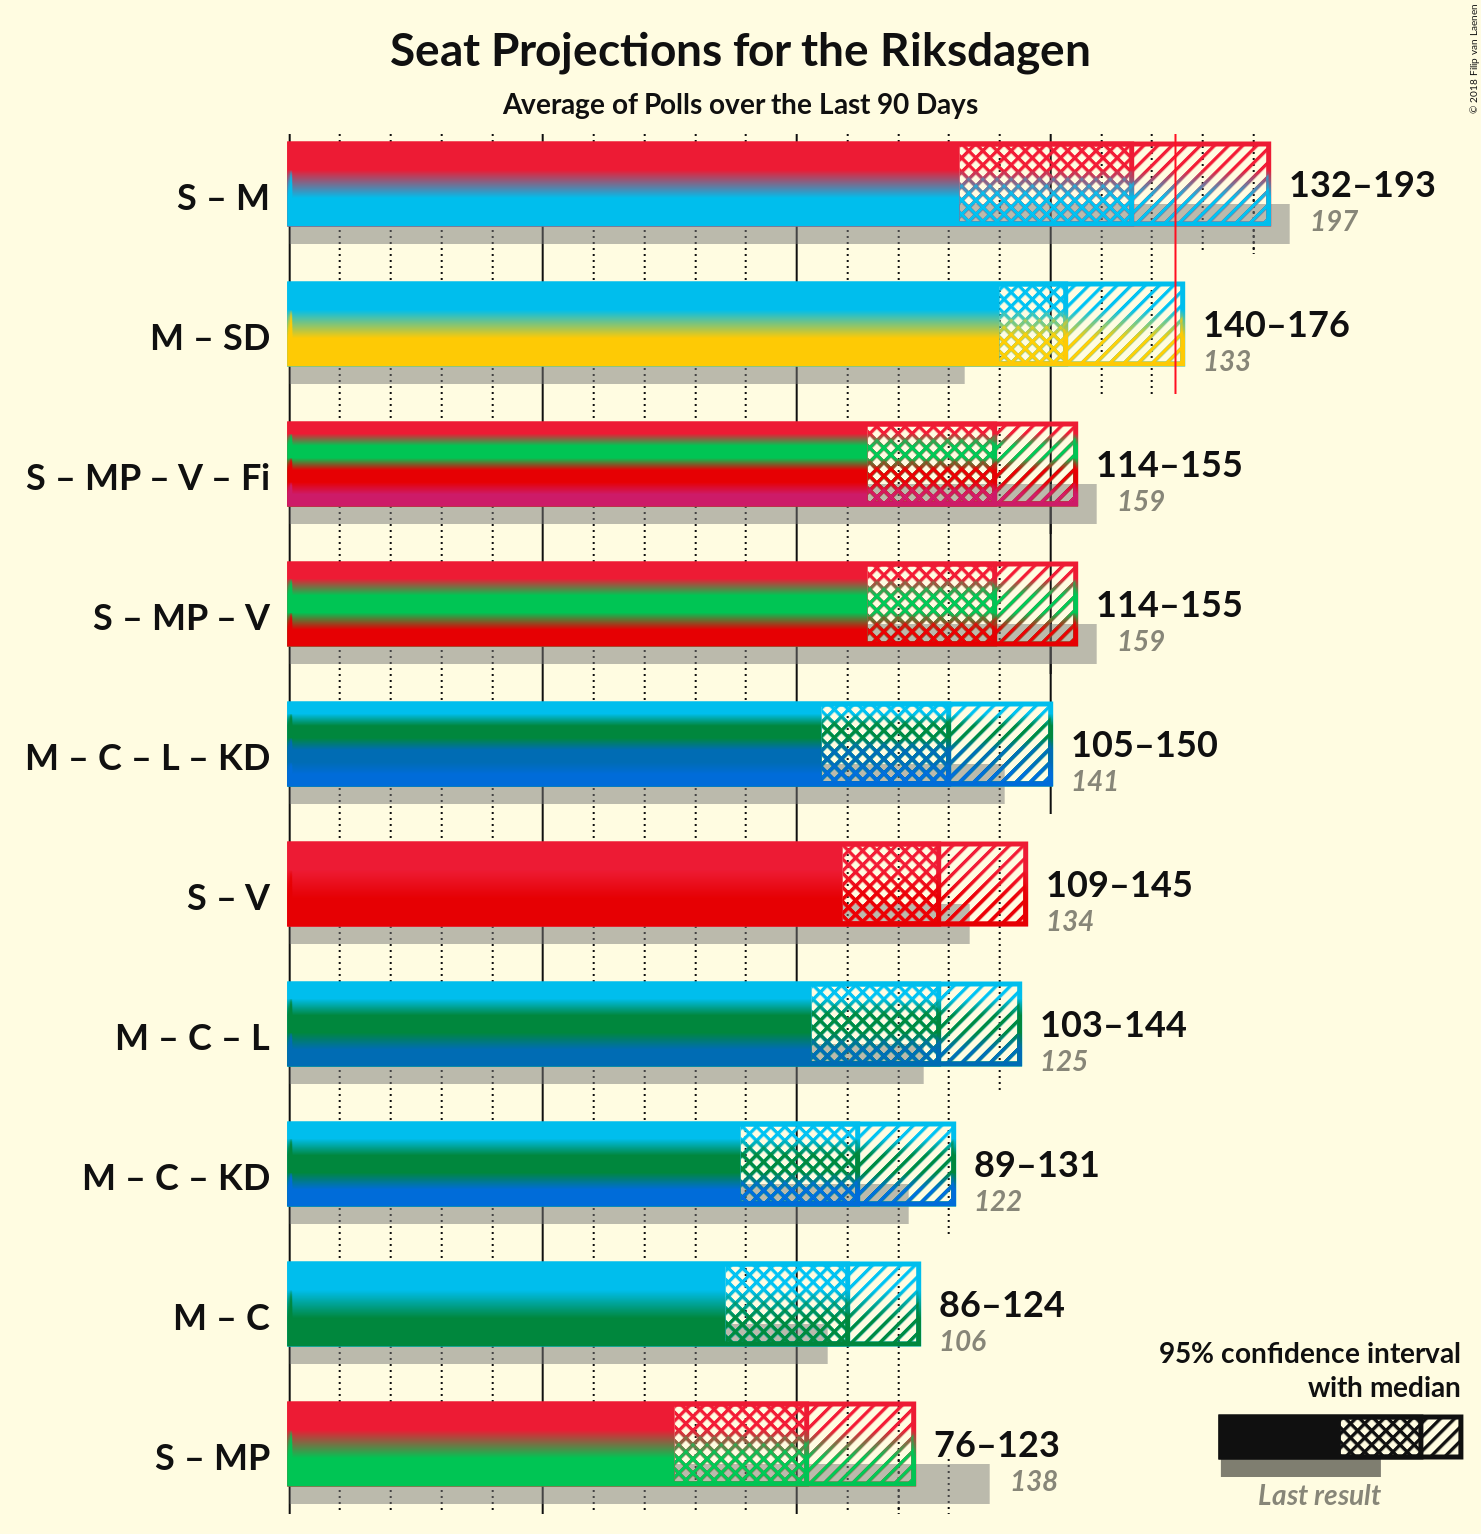 Seat Projections for the Riksdagen
Average of Polls over the Last 90 Days
© 2018 Filip van Laenen
S – M
132–193
197
M – SD
140–176
133
S – MP – V – Fi
114–155
159
S – MP – V
114–155
159
M – C – L – KD
105–150
141
S – V
109–145
134
M – C – L
103–144
125
M – C – KD
89–131
122
M – C
86–124
106
S – MP
76–123
138
95% confidence interval
with median
Last result